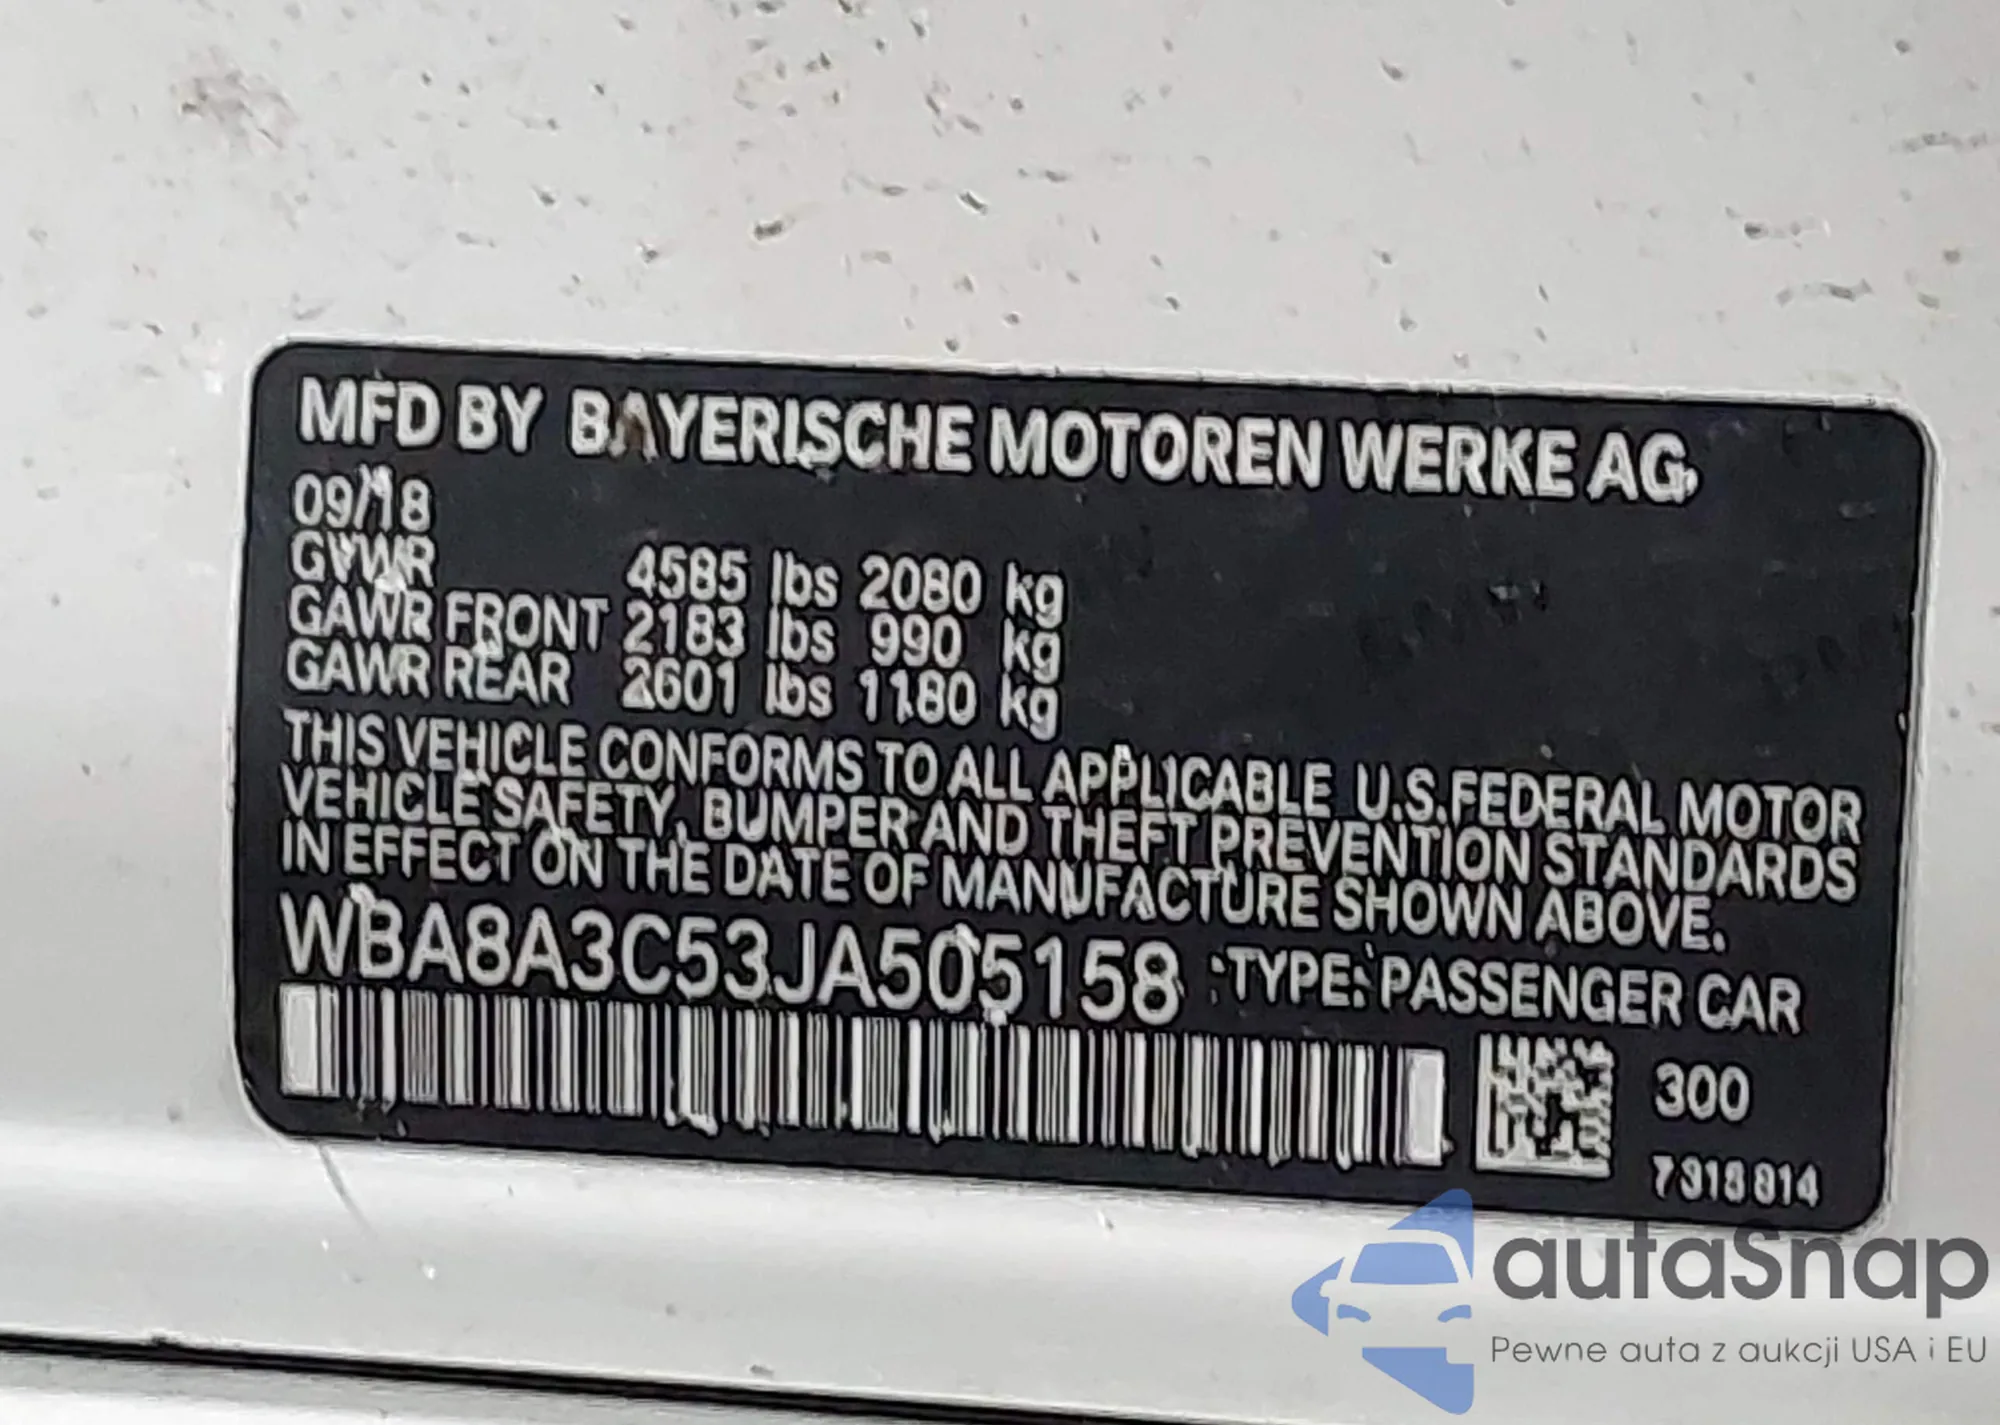 MFD BY BAYERISCHE MOTOREN WERKE AG
09/18
GVWR 4585 lbs 2080 kg
GAWR FRONT 2183 lbs 990 kg
GAWR REAR 2601 lbs 1180 kg
THIS VEHICLE CONFORMS TO ALL APPLICABLE U.S.FEDERAL MOTOR
VEHICLE SAFETY, BUMPER AND THEFT PREVENTION STANDARDS
IN EFFECT ON THE DATE OF MANUFACTURE SHOWN ABOVE.
WBA8A3C53JA505158 :TYPE: PASSENGER CAR
300
7318814
autaSnap
Pewne auta z aukcji USA i EU